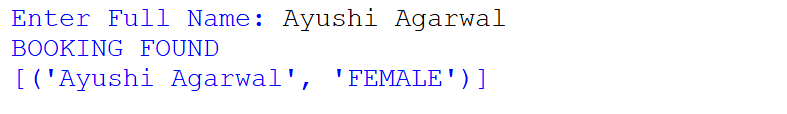 Enter Full Name: Ayushi Agarwal
BOOKING FOUND
[('Ayushi Agarwal', 'FEMALE')]